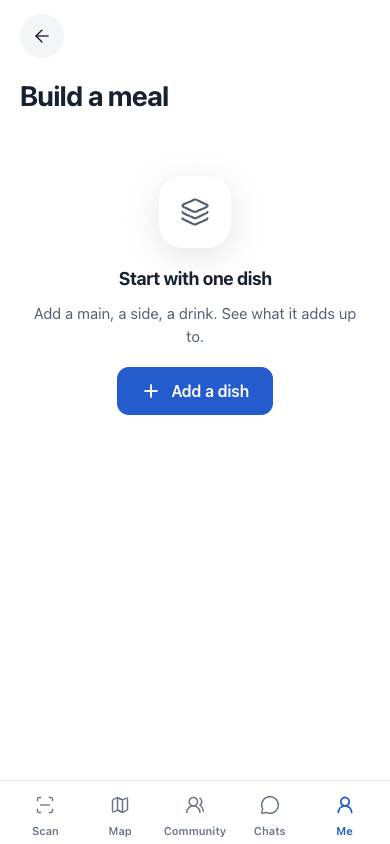 Build a meal
Start with one dish
Add a main, a side, a drink. See what it adds up
to.
Add a dish
Scan
Map
Community
Chats
Me